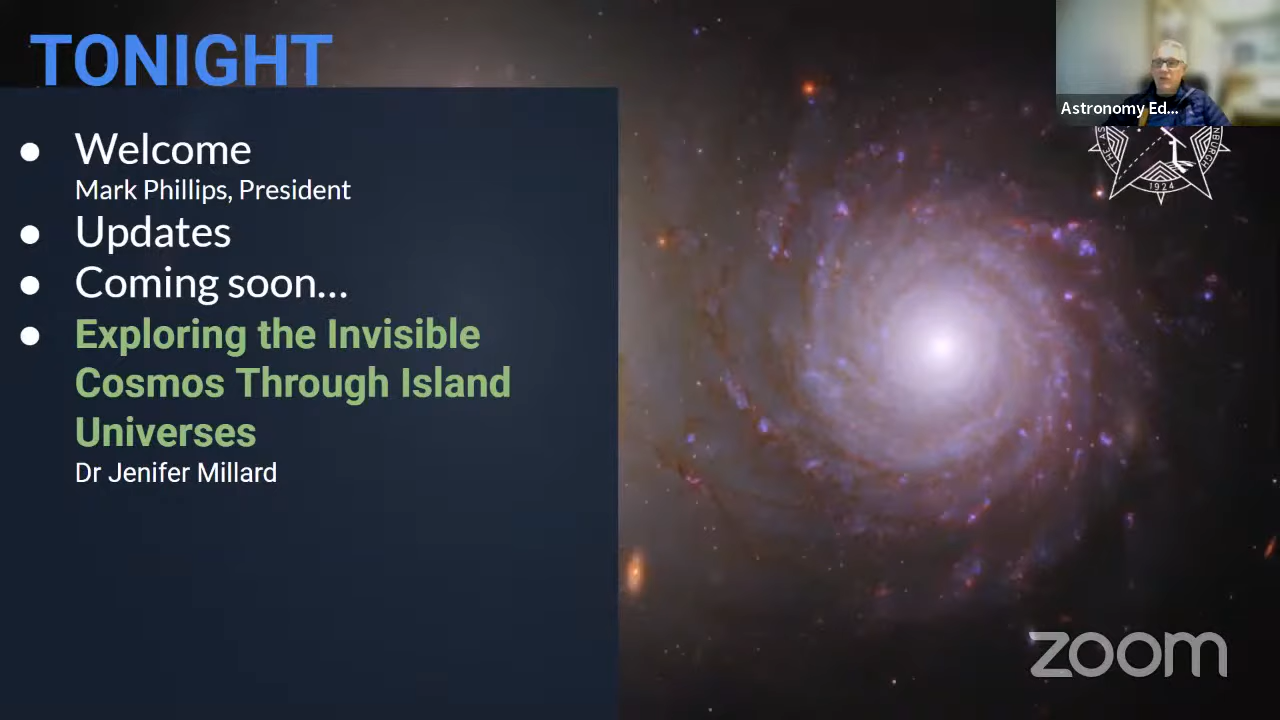 TONIGHT
Astronomy Ed...
● Welcome
Mark Phillips, President
● Updates
● Coming soon...
● Exploring the Invisible
Cosmos Through Island
Universes
Dr Jenifer Millard
1924
zoom